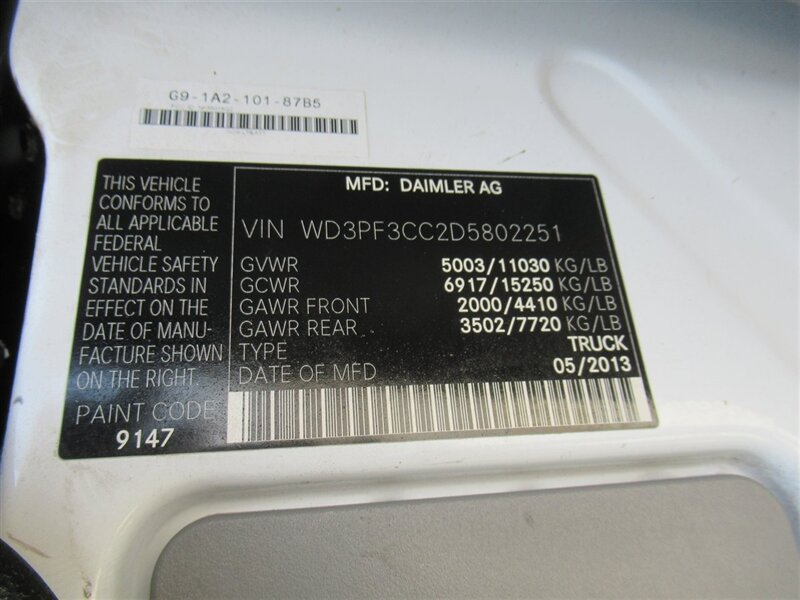 G9-1A2-101-87B5
THIS VEHICLE
CONFORMS TO
ALL APPLICABLE
FEDERAL
VEHICLE SAFETY
STANDARDS IN
EFFECT ON THE
DATE OF MANU-
FACTURE SHOWN
ON THE RIGHT.
PAINT CODE
9147
MFD: DAIMLER AG
VIN WD3PF3CC2D5802251
GVWR 5003/11030 KG/LB
GCWR 6917/15250 KG/LB
GAWR FRONT 2000/4410 KG/LB
GAWR REAR 3502/7720 KG/LB
TYPE TRUCK
DATE OF MFD 05/2013